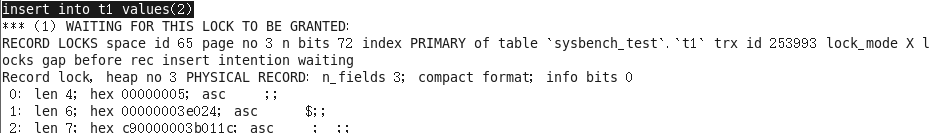 insert into t1 values(2)
*** (1) WAITING FOR THIS LOCK TO BE GRANTED:
RECORD LOCKS space id 65 page no 3 n bits 72 index PRIMARY of table `sysbench_test`.`t1` trx id 253993 lock_mode X l
ocks gap before rec insert intention waiting
Record lock, heap no 3 PHYSICAL RECORD: n_fields 3; compact format; info bits 0
 0: len 4; hex 00000005; asc     ;;
 1: len 6; hex 00000003e024; asc      $;;
 2: len 7; hex c90000003b011c; asc     ;  ;;